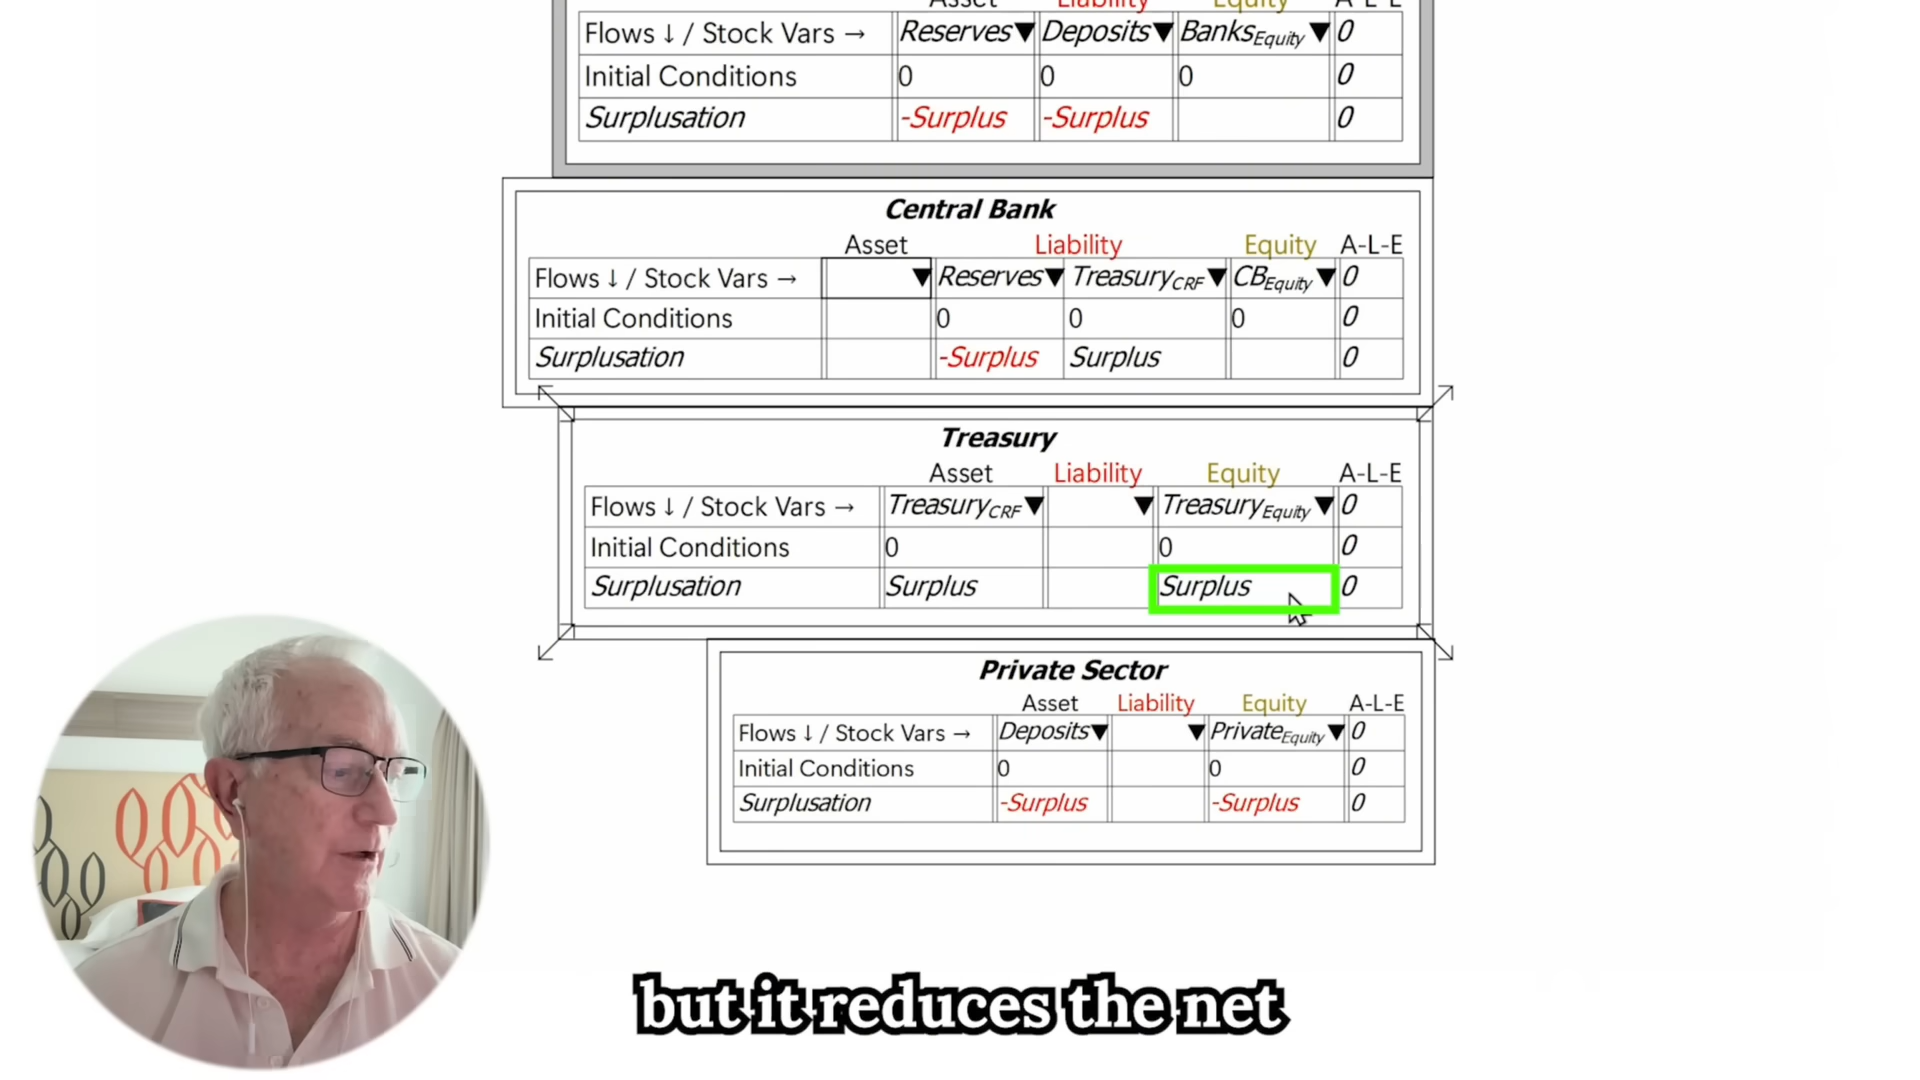 Asset Liability Equity A-L-E
Flows ↓ / Stock Vars → Reserves▼ Deposits▼ BanksEquity ▼ 0
Initial Conditions 0 0 0 0
Surplusation -Surplus -Surplus 0
Central Bank
Asset Liability Equity A-L-E
Flows ↓ / Stock Vars → ▼ Reserves▼ TreasuryCRF ▼ CBEquity ▼ 0
Initial Conditions 0 0 0 0
Surplusation -Surplus Surplus 0
Treasury
Asset Liability Equity A-L-E
Flows ↓ / Stock Vars → TreasuryCRF ▼ ▼ TreasuryEquity ▼ 0
Initial Conditions 0 0 0
Surplusation Surplus Surplus 0
Private Sector
Asset Liability Equity A-L-E
Flows ↓ / Stock Vars → Deposits▼ ▼ PrivateEquity ▼ 0
Initial Conditions 0 0 0
Surplusation -Surplus -Surplus 0
but it reduces the net